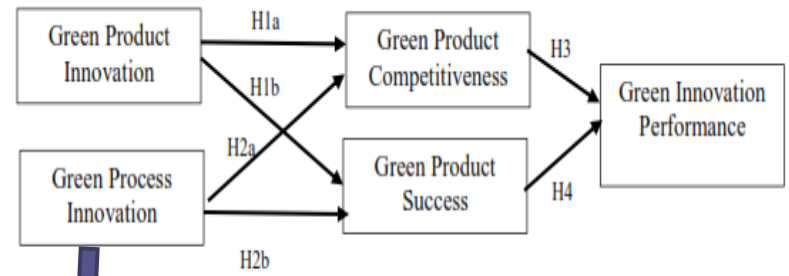 Green Product
Innovation
H1a
Green Product
Competitiveness
H3
H1b
Green Innovation
Performance
H2a
Green Process
Innovation
Green Product
Success
H4
H2b